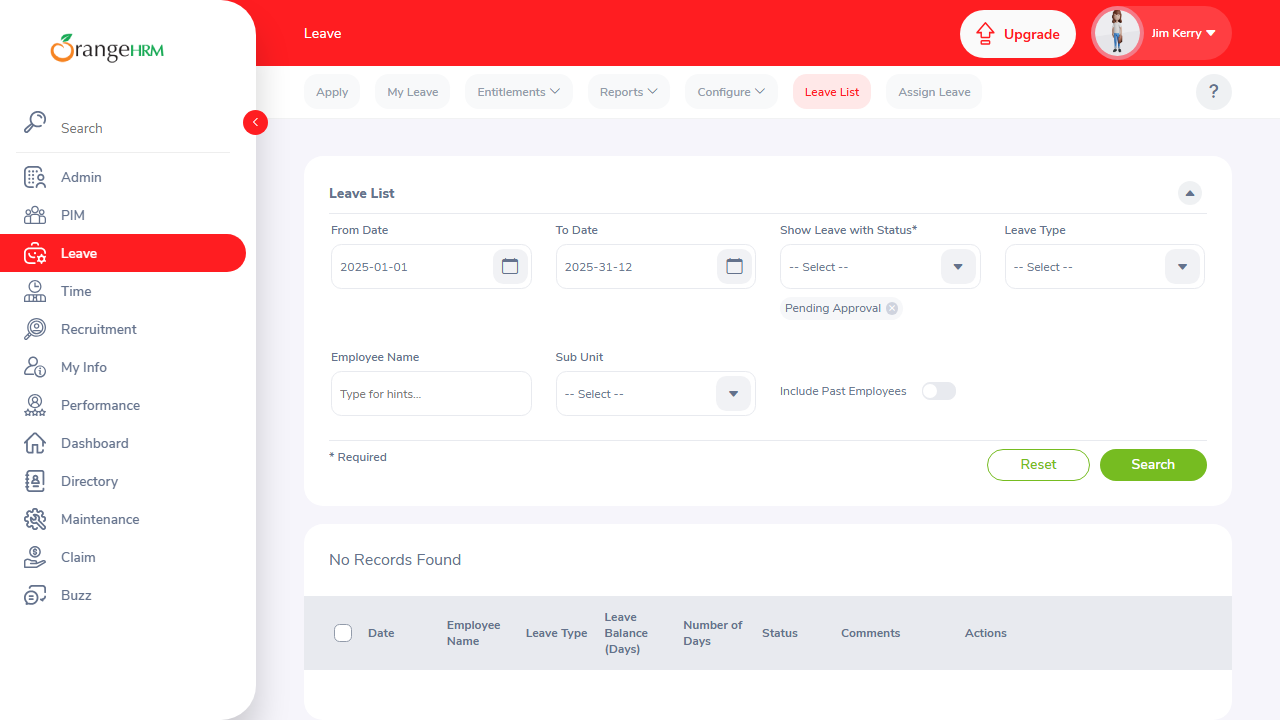 OrangeHRM
Search
Admin
PIM
Leave
Time
Recruitment
My Info
Performance
Dashboard
Directory
Maintenance
Claim
Buzz
Leave
Upgrade
Jim Kerry
Apply
My Leave
Entitlements
Reports
Configure
Leave List
Assign Leave
?
Leave List
From Date
To Date
Show Leave with Status*
Leave Type
2025-01-01
2025-31-12
-- Select --
-- Select --
Pending Approval
Employee Name
Sub Unit
Type for hints...
-- Select --
Include Past Employees
* Required
Reset
Search
No Records Found
Date
Employee
Name
Leave Type
Leave
Balance
(Days)
Number of
Days
Status
Comments
Actions